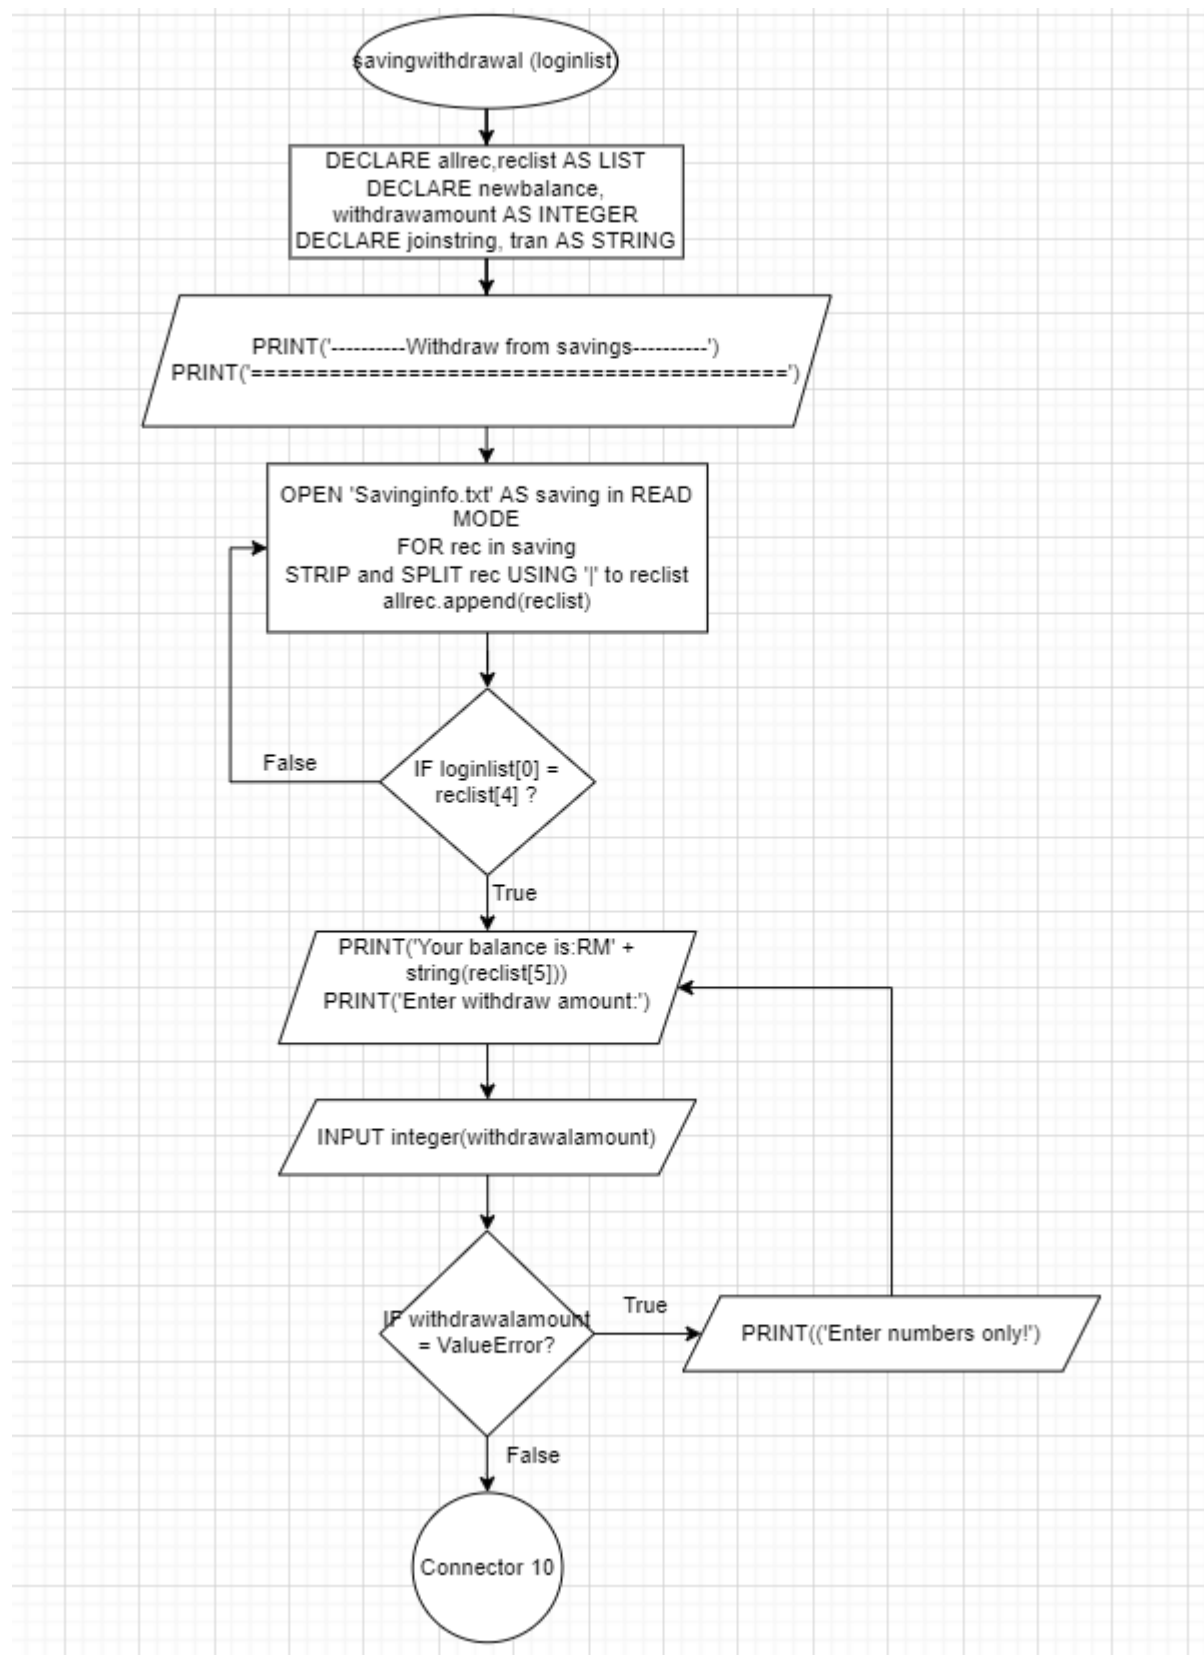 savingwithdrawal (loginlist)
DECLARE allrec,reclist AS LIST
DECLARE newbalance,
withdrawamount AS INTEGER
DECLARE joinstring, tran AS STRING
PRINT('----------Withdraw from savings----------')
PRINT('=========================================')
OPEN 'Savinginfo.txt' AS saving in READ
MODE
FOR rec in saving
STRIP and SPLIT rec USING '|' to reclist
allrec.append(reclist)
False
IF loginlist[0] =
reclist[4] ?
True
PRINT('Your balance is:RM' +
string(reclist[5]))
PRINT('Enter withdraw amount:')
INPUT integer(withdrawalamount)
IF withdrawalamount
= ValueError?
True
PRINT(('Enter numbers only!')
False
Connector 10